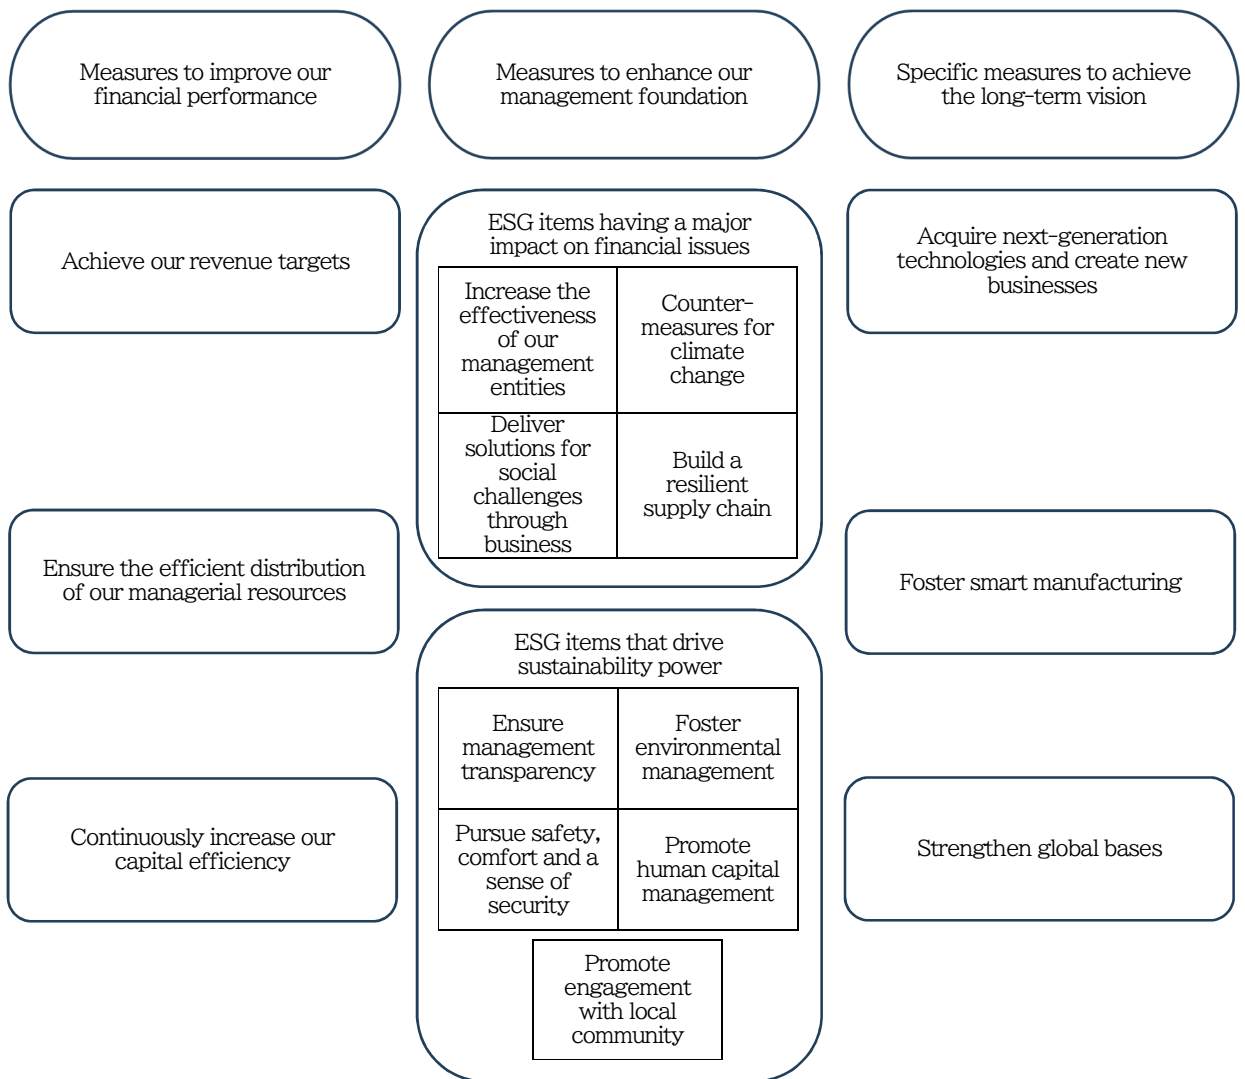 Measures to improve our
financial performance
Measures to enhance our
management foundation
Specific measures to achieve
the long-term vision
Achieve our revenue targets
Ensure the efficient distribution
of our managerial resources
Continuously increase our
capital efficiency
ESG items having a major
impact on financial issues
Increase the
effectiveness
of our
management
entities
Counter-
measures for
climate
change
Deliver
solutions for
social
challenges
through
business
Build a
resilient
supply chain
ESG items that drive
sustainability power
Ensure
management
transparency
Foster
environmental
management
Pursue safety,
comfort and a
sense of
security
Promote
human capital
management
Promote
engagement
with local
community
Acquire next-generation
technologies and create new
businesses
Foster smart manufacturing
Strengthen global bases